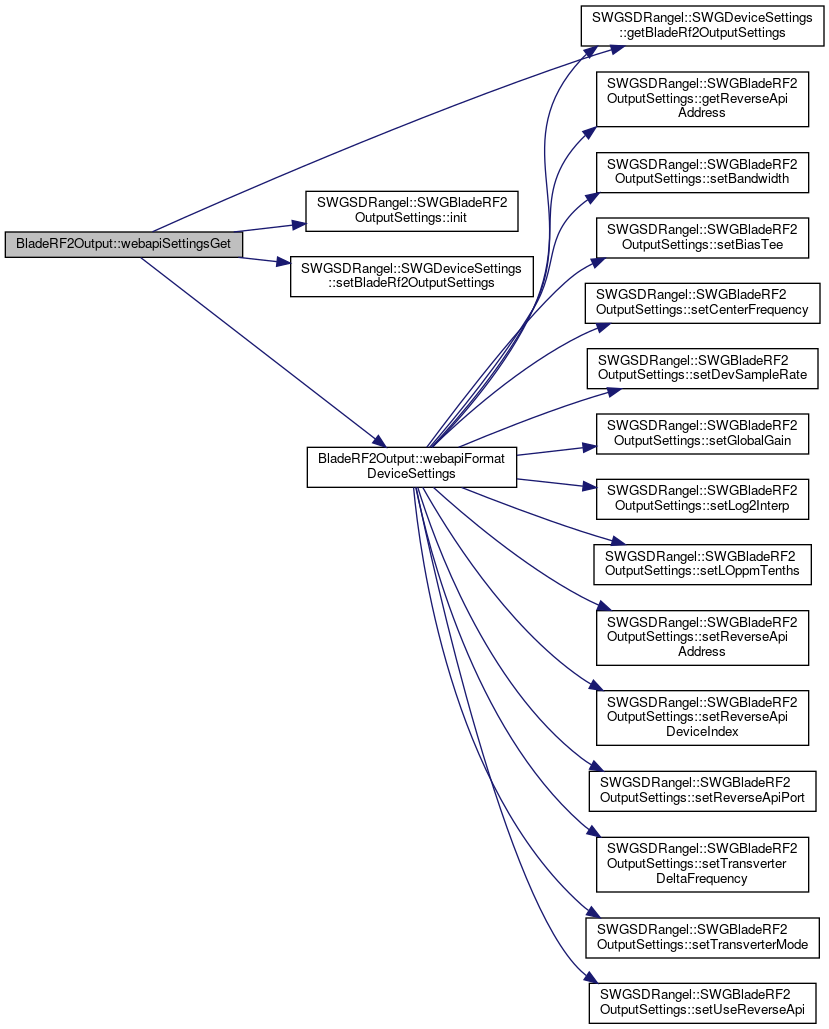 SWGSDRangel::SWGDeviceSettings
::getBladeRf2OutputSettings
SWGSDRangel::SWGBladeRF2
OutputSettings::getReverseApi
Address
SWGSDRangel::SWGBladeRF2
OutputSettings::setBandwidth
SWGSDRangel::SWGBladeRF2
OutputSettings::init
SWGSDRangel::SWGBladeRF2
OutputSettings::setBiasTee
BladeRF2Output::webapiSettingsGet
SWGSDRangel::SWGDeviceSettings
::setBladeRf2OutputSettings
SWGSDRangel::SWGBladeRF2
OutputSettings::setCenterFrequency
SWGSDRangel::SWGBladeRF2
OutputSettings::setDevSampleRate
SWGSDRangel::SWGBladeRF2
OutputSettings::setGlobalGain
BladeRF2Output::webapiFormat
DeviceSettings
SWGSDRangel::SWGBladeRF2
OutputSettings::setLog2Interp
SWGSDRangel::SWGBladeRF2
OutputSettings::setLOppmTenths
SWGSDRangel::SWGBladeRF2
OutputSettings::setReverseApi
Address
SWGSDRangel::SWGBladeRF2
OutputSettings::setReverseApi
DeviceIndex
SWGSDRangel::SWGBladeRF2
OutputSettings::setReverseApiPort
SWGSDRangel::SWGBladeRF2
OutputSettings::setTransverter
DeltaFrequency
SWGSDRangel::SWGBladeRF2
OutputSettings::setTransverterMode
SWGSDRangel::SWGBladeRF2
OutputSettings::setUseReverseApi